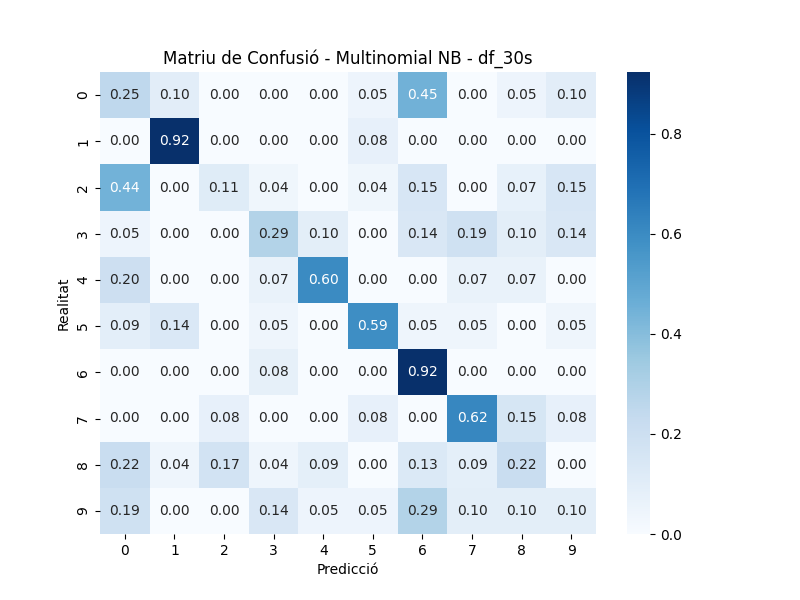 Matriu de Confusió - Multinomial NB - df_30s
0 0.25 0.10 0.00 0.00 0.00 0.05 0.45 0.00 0.05 0.10
1 0.00 0.92 0.00 0.00 0.00 0.08 0.00 0.00 0.00 0.00
2 0.44 0.00 0.11 0.04 0.00 0.04 0.15 0.00 0.07 0.15
3 0.05 0.00 0.00 0.29 0.10 0.00 0.14 0.19 0.10 0.14
4 0.20 0.00 0.00 0.07 0.60 0.00 0.00 0.07 0.07 0.00
5 0.09 0.14 0.00 0.05 0.00 0.59 0.05 0.05 0.00 0.05
6 0.00 0.00 0.00 0.08 0.00 0.00 0.92 0.00 0.00 0.00
7 0.00 0.00 0.08 0.00 0.00 0.08 0.00 0.62 0.15 0.08
8 0.22 0.04 0.17 0.04 0.09 0.00 0.13 0.09 0.22 0.00
9 0.19 0.00 0.00 0.14 0.05 0.05 0.29 0.10 0.10 0.10
0 1 2 3 4 5 6 7 8 9
Predicció
Realitat
0.8
0.6
0.4
0.2
0.0